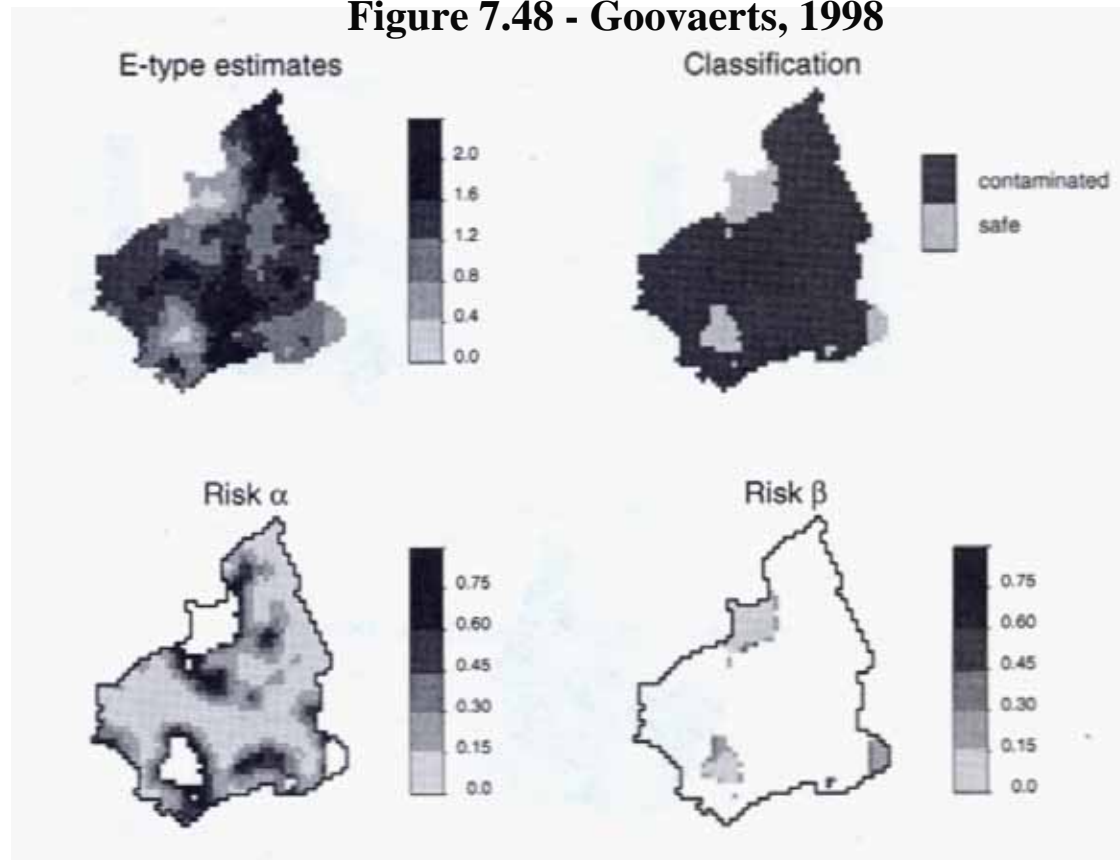 Figure 7.48 - Goovaerts, 1998
E-type estimates
2.0
1.6
1.2
0.8
0.4
0.0
Classification
contaminated
safe
Risk α
0.75
0.60
0.45
0.30
0.15
0.0
Risk β
0.75
0.60
0.45
0.30
0.15
0.0